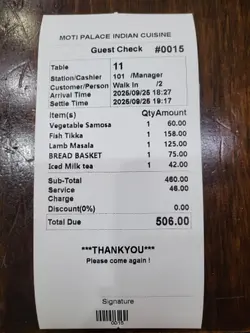 MOTI PALACE INDIAN CUISINE
Guest Check #0015
Table 11
Station/Cashier 101 /Manager
Customer/Person Walk In /2
Arrival Time 2025/09/25 18:27
Settle Time 2025/09/25 19:17
Item(s) Qty Amount
Vegetable Samosa 1 60.00
Fish Tikka 1 158.00
Lamb Masala 1 125.00
BREAD BASKET 1 75.00
Iced Milk tea 1 42.00
Sub-Total 460.00
Service Charge 46.00
Discount(0%) 0.00
Total Due 506.00
***THANKYOU***
Please come again !
Signature
0015